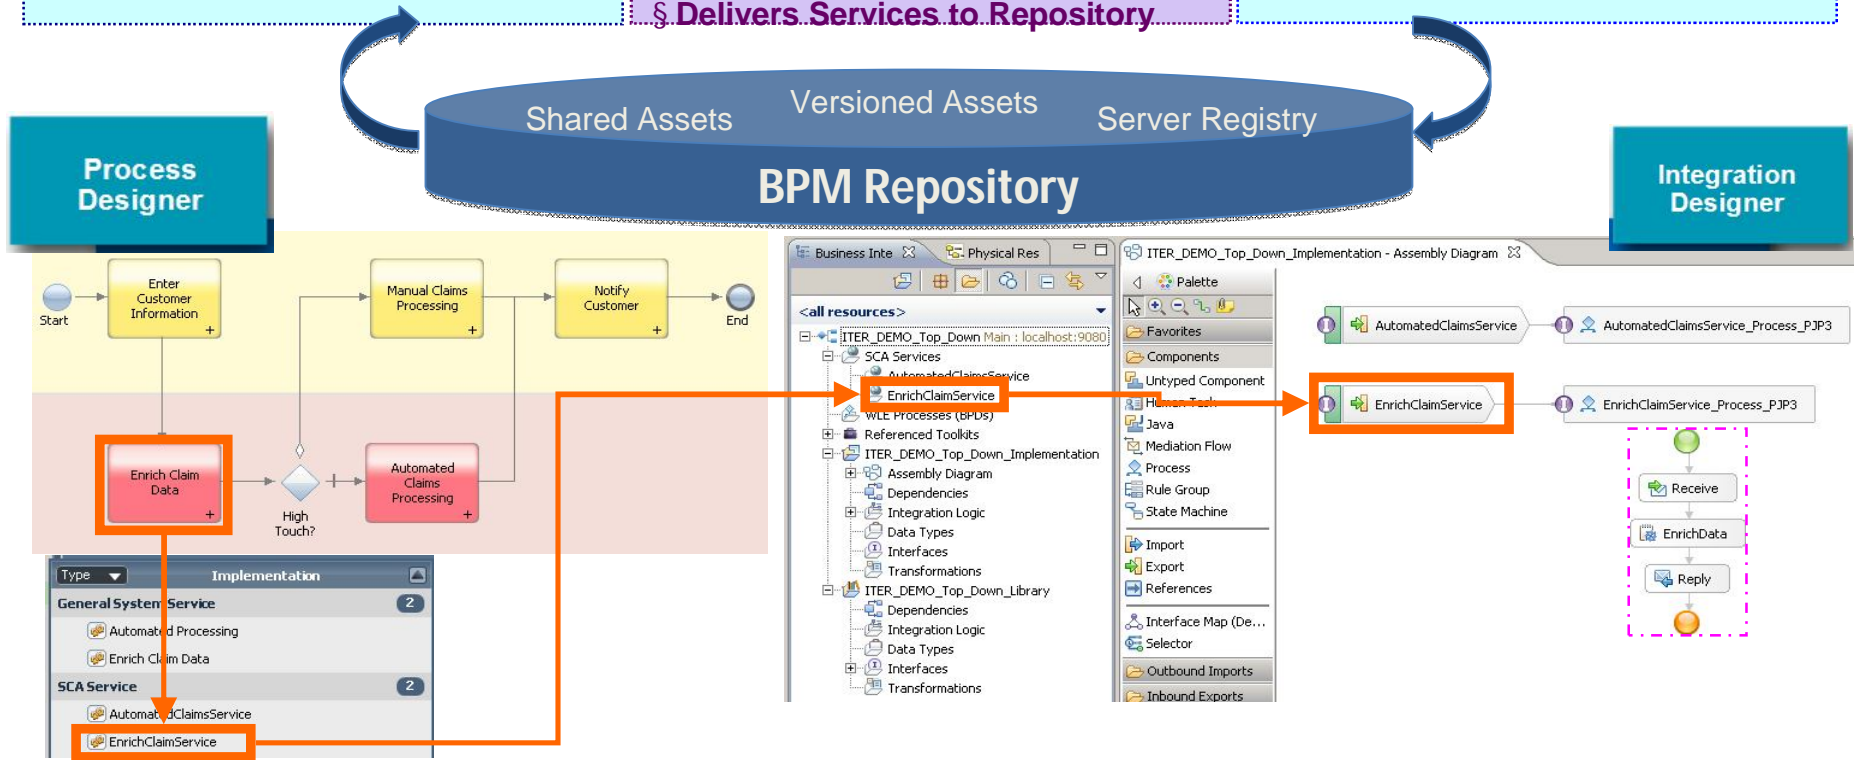 § Delivers Services to Repository
Shared Assets
Versioned Assets
Server Registry
BPM Repository
Process
Designer
Integration
Designer
Start
Enter
Customer
Information
Manual Claims
Processing
Notify
Customer
End
Enrich Claim
Data
High
Touch?
Automated
Claims
Processing
Type
Implementation
General System Service
2
Automated Processing
Enrich Claim Data
SCA Service
2
AutomatedClaimsService
EnrichClaimService
Business Inte
Physical Res
<all resources>
ITER_DEMO_Top_Down Main : localhost:9080
SCA Services
AutomatedClaimsService
EnrichClaimService
WLE Processes (BPDs)
Referenced Toolkits
ITER_DEMO_Top_Down_Implementation
Assembly Diagram
Dependencies
Integration Logic
Data Types
Interfaces
Transformations
ITER_DEMO_Top_Down_Library
Dependencies
Integration Logic
Data Types
Interfaces
Transformations
ITER_DEMO_Top_Down_Implementation - Assembly Diagram
Palette
Favorites
Components
Untyped Component
Human Task
Java
Mediation Flow
Process
Rule Group
State Machine
Import
Export
References
Interface Map (De...
Selector
Outbound Imports
Inbound Exports
AutomatedClaimsService
AutomatedClaimsService_Process_PJP3
EnrichClaimService
EnrichClaimService_Process_PJP3
Receive
EnrichData
Reply